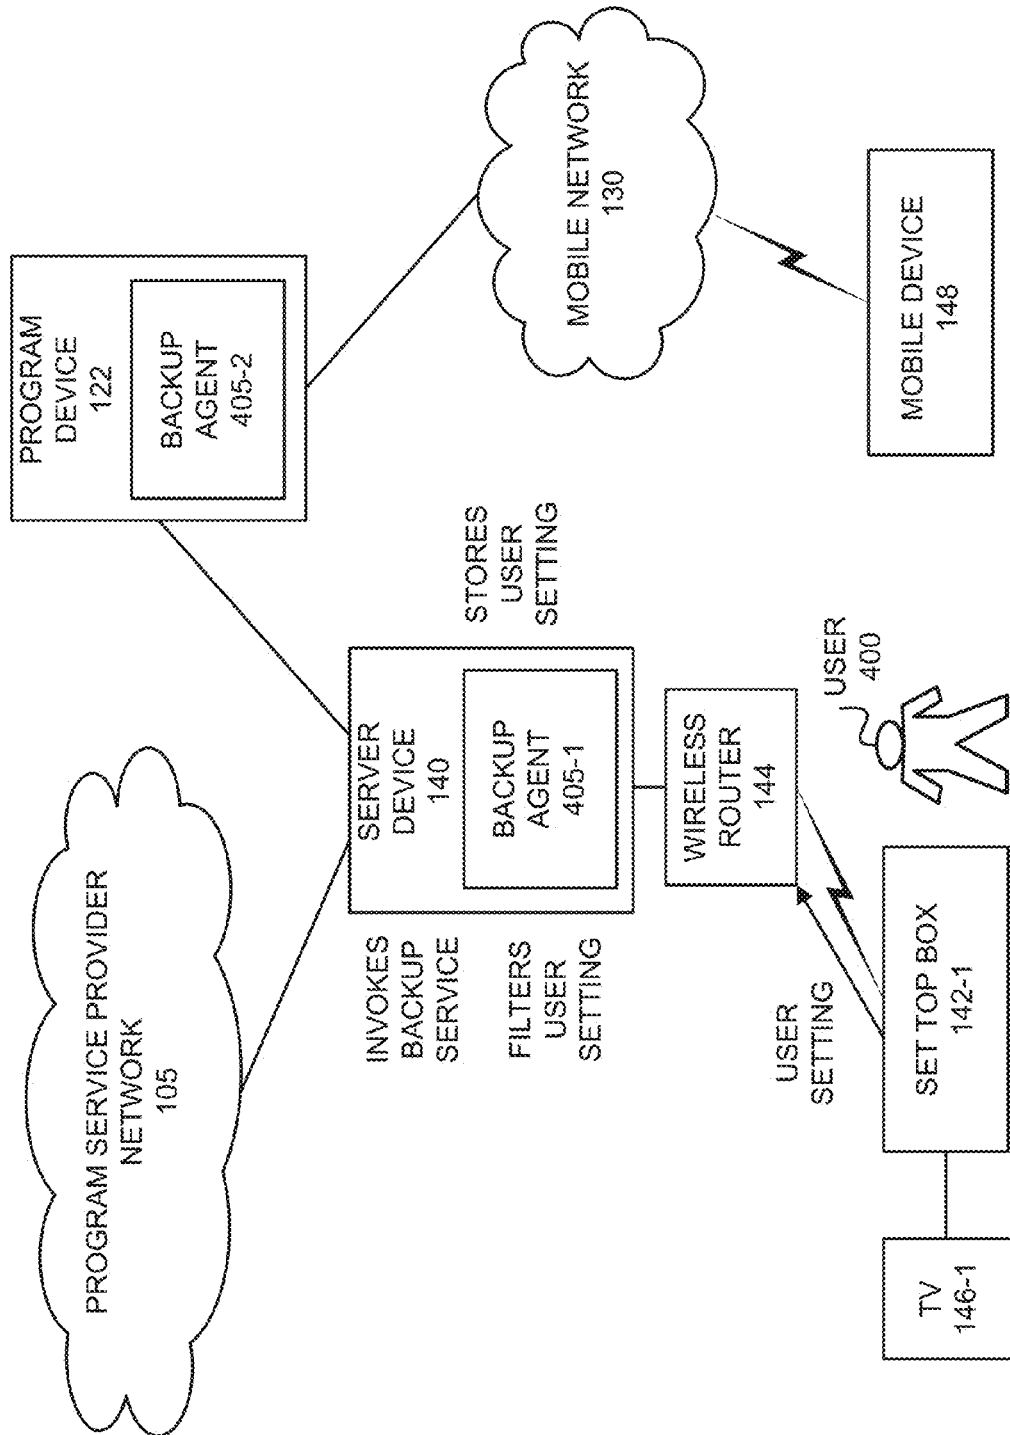 PROGRAM SERVICE PROVIDER
NETWORK
105
PROGRAM
DEVICE
122
BACKUP
AGENT
405-2
INVOKES
BACKUP
SERVICE
SERVER
DEVICE
140
BACKUP
AGENT
405-1
FILTERS
USER
SETTING
STORES
USER
SETTING
MOBILE NETWORK
130
WIRELESS
ROUTER
144
USER
SETTING
USER
400
TV
146-1
SET TOP BOX
142-1
MOBILE DEVICE
148